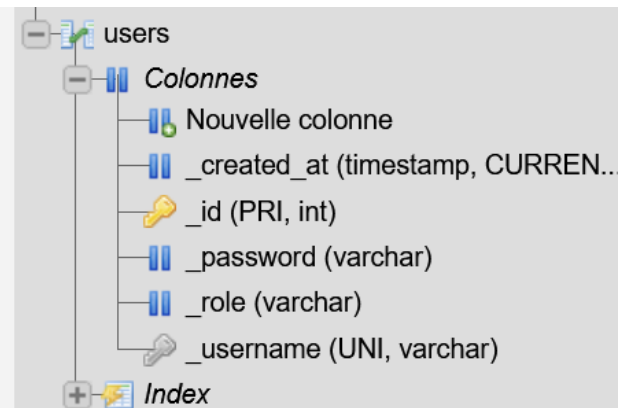 users
Colonnes
Nouvelle colonne
_created_at (timestamp, CURREN...
_id (PRI, int)
_password (varchar)
_role (varchar)
_username (UNI, varchar)
Index